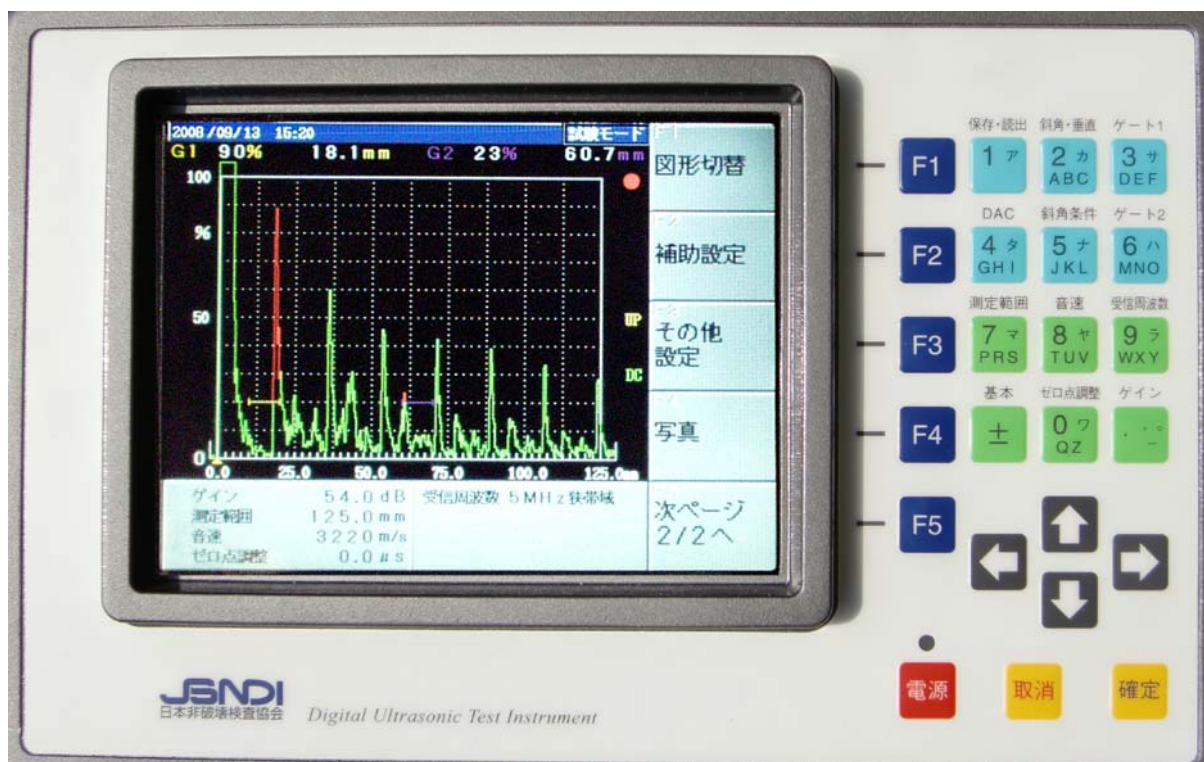 2008/09/13 15:20 試験モード
G1 90% 18.1mm G2 23% 60.7mm
100
%
50
0
UP
DC
0.0 25.0 50.0 75.0 100.0 125.0mm
ゲイン 54.0dB 受信周波数 5MHz狭帯域
測定範囲 125.0mm
音速 3220m/s
ゼロ点調整 0.0μs
F1
図形切替
補助設定
その他
設定
写真
次ページ
2/2へ
F1
F2
F3
F4
F5
保存・読出 斜角・垂直 ゲート1
1 ア 2 カ ABC 3 サ DEF
DAC 斜角条件 ゲート2
4 タ GHI 5 ナ JKL 6 ハ MNO
測定範囲 音速 受信周波数
7 マ PRS 8 ヤ TUV 9 ラ WXY
基本 ゼロ点調整 ゲイン
± 0 ワ QZ
電源 取消 確定
JSNDI
日本非破壊検査協会
Digital Ultrasonic Test Instrument